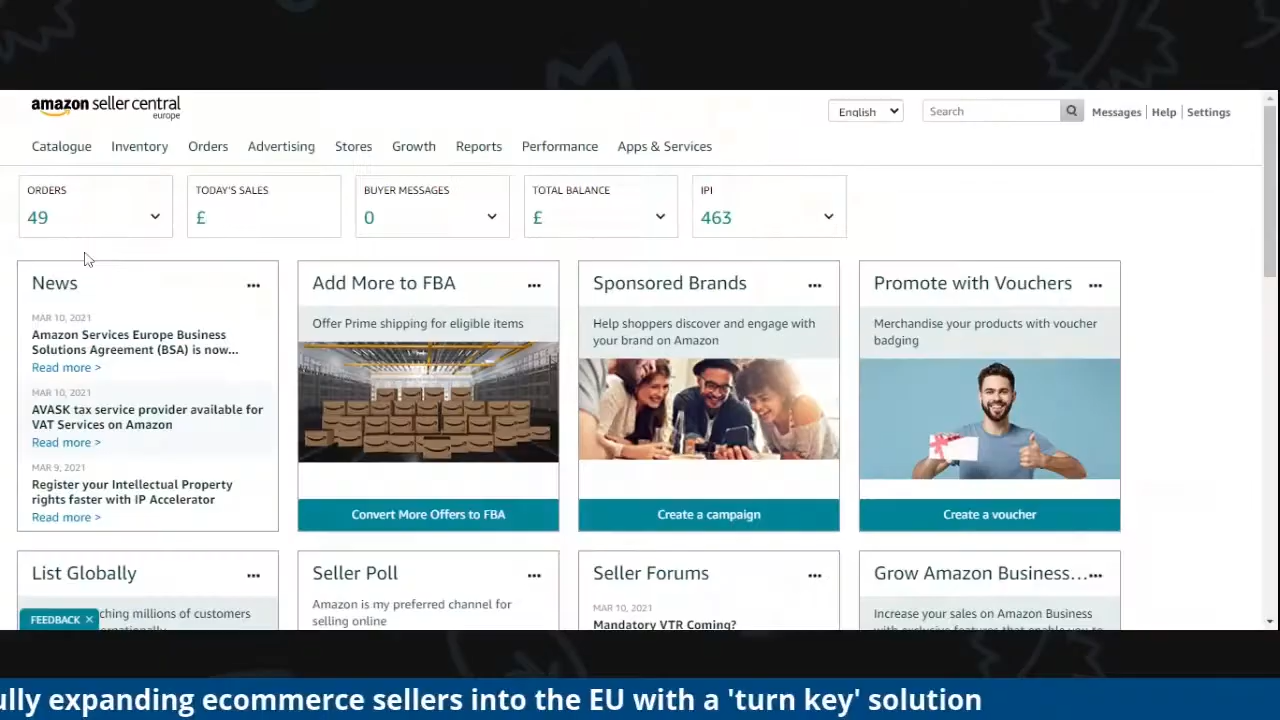 amazon seller central
europe
English
Search
Messages
Help
Settings
Catalogue
Inventory
Orders
Advertising
Stores
Growth
Reports
Performance
Apps & Services
ORDERS
49
TODAY'S SALES
£
BUYER MESSAGES
0
TOTAL BALANCE
£
IPI
463
News
MAR 10, 2021
Amazon Services Europe Business
Solutions Agreement (BSA) is now...
Read more >
MAR 10, 2021
AVASK tax service provider available for
VAT Services on Amazon
Read more >
MAR 9, 2021
Register your Intellectual Property
rights faster with IP Accelerator
Read more >
Add More to FBA
Offer Prime shipping for eligible items
Convert More Offers to FBA
Sponsored Brands
Help shoppers discover and engage with
your brand on Amazon
Create a campaign
Promote with Vouchers
Merchandise your products with voucher
badging
Create a voucher
List Globally
ching millions of customers
FEEDBACK
Seller Poll
Amazon is my preferred channel for
selling online
Seller Forums
MAR 10, 2021
Mandatory VTR Coming?
Grow Amazon Business...
Increase your sales on Amazon Business
ully expanding ecommerce sellers into the EU with a 'turn key' solution